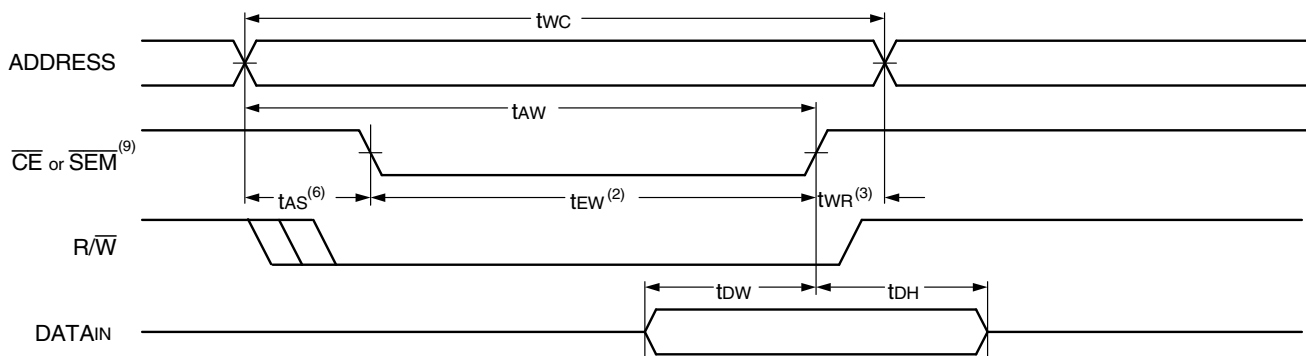 tWC
ADDRESS
tAW
CE or SEM(9)
tAS(6)
tEW(2)
tWR(3)
R/W
tDW
tDH
DATAIN